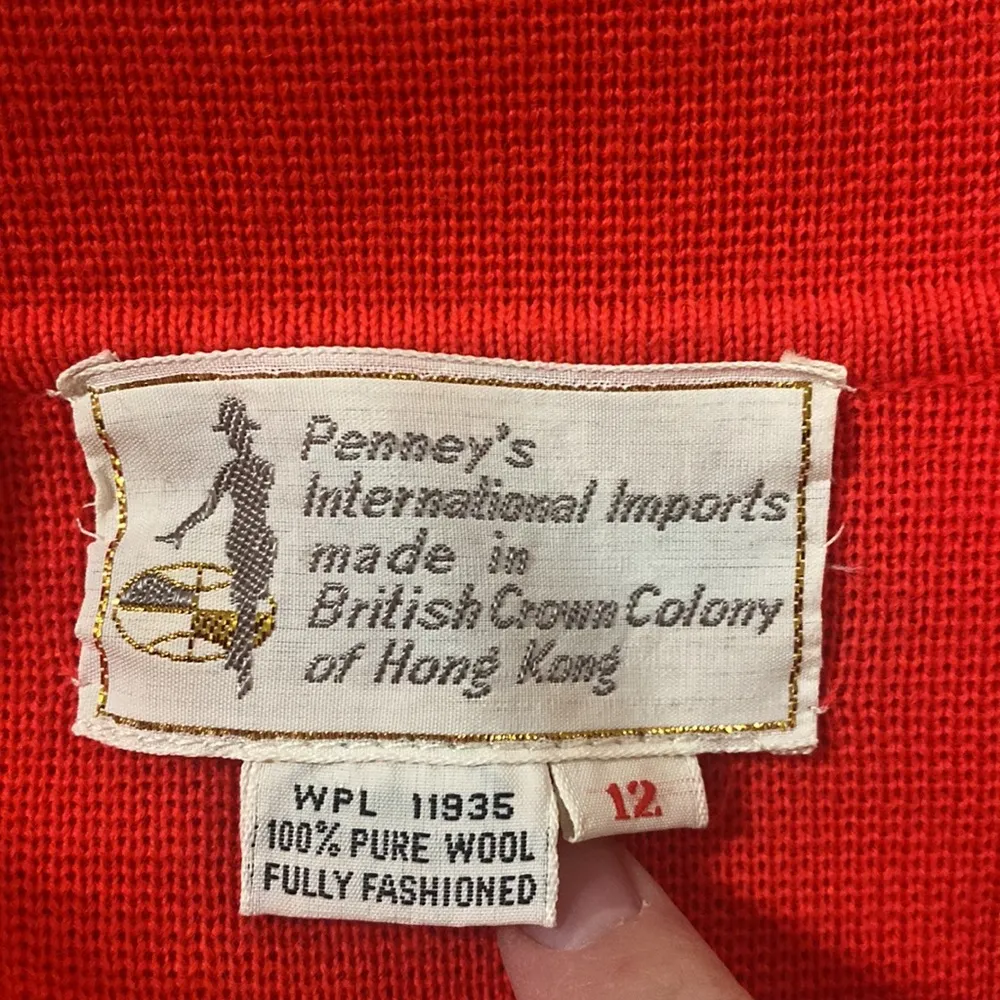 Penney's
International Imports
made in
British Crown Colony
of Hong Kong
WPL 11935
100% PURE WOOL
FULLY FASHIONED
12